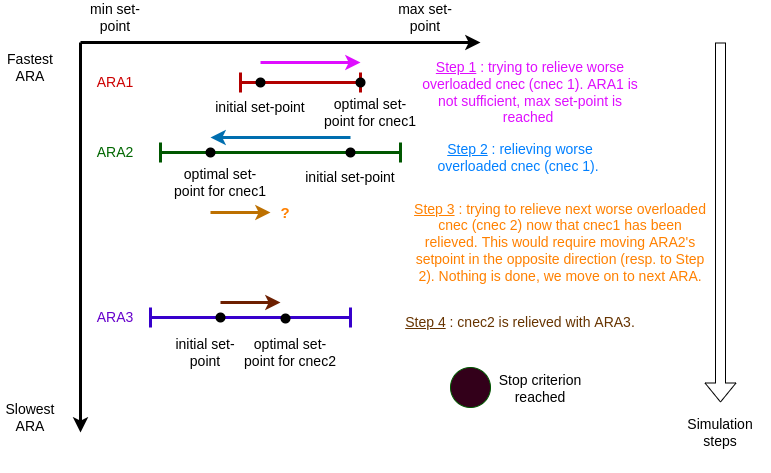 min set-
point
max set-
point
Fastest
ARA
ARA1
initial set-point
optimal set-
point for cnec1
Step 1 : trying to relieve worse
overloaded cnec (cnec 1). ARA1 is
not sufficient, max set-point is
reached
ARA2
optimal set-
point for cnec1
initial set-point
Step 2 : relieving worse
overloaded cnec (cnec 1).
?
Step 3 : trying to relieve next worse overloaded
cnec (cnec 2) now that cnec1 has been
relieved. This would require moving ARA2's
setpoint in the opposite direction (resp. to Step
2). Nothing is done, we move on to next ARA.
ARA3
initial set-
point
optimal set-
point for cnec2
Step 4 : cnec2 is relieved with ARA3.
Stop criterion
reached
Slowest
ARA
Simulation
steps